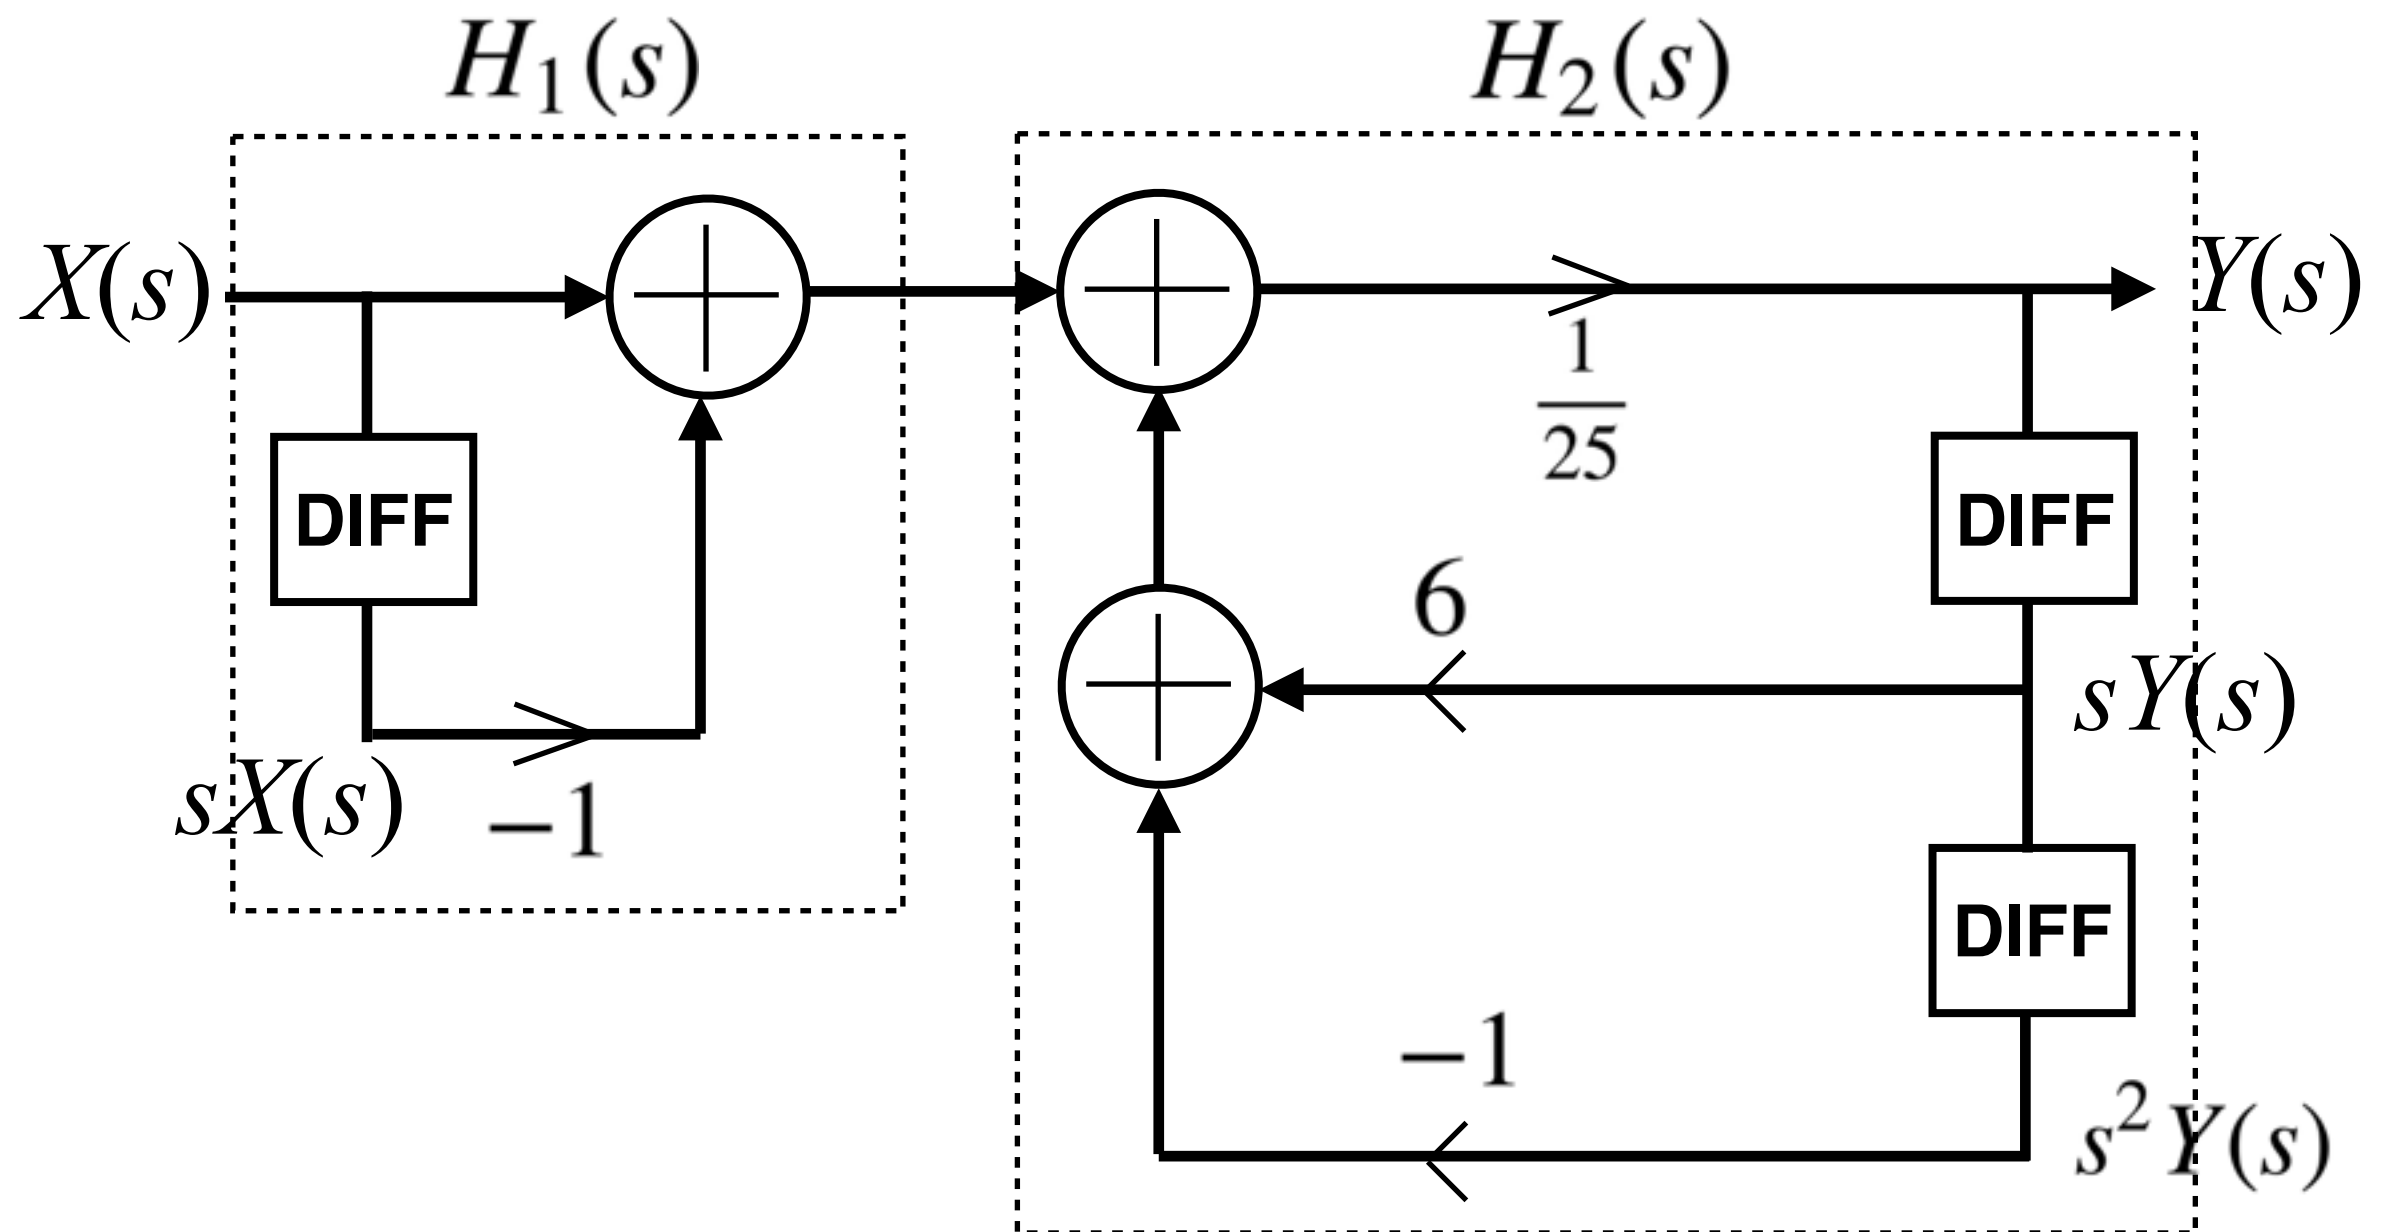 H₁(s)
H₂(s)
X(s)
Y(s)
1/25
DIFF
DIFF
6
sY(s)
sX(s)
−1
DIFF
−1
s²Y(s)